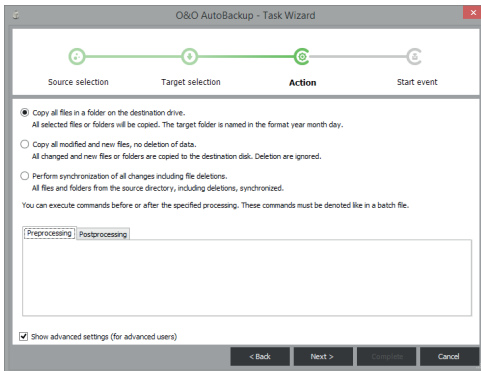 O&O AutoBackup - Task Wizard
Source selection
Target selection
Action
Start event
Copy all files in a folder on the destination drive.
All selected files or folders will be copied. The target folder is named in the format year month day.
Copy all modified and new files, no deletion of data.
All changed and new files or folders are copied to the destination disk. Deletion are ignored.
Perform synchronization of all changes including file deletions.
All files and folders from the source directory, including deletions, synchronized.
You can execute commands before or after the specified processing. These commands must be denoted like in a batch file.
Preprocessing
Postprocessing
Show advanced settings (for advanced users)
< Back
Next >
Complete
Cancel